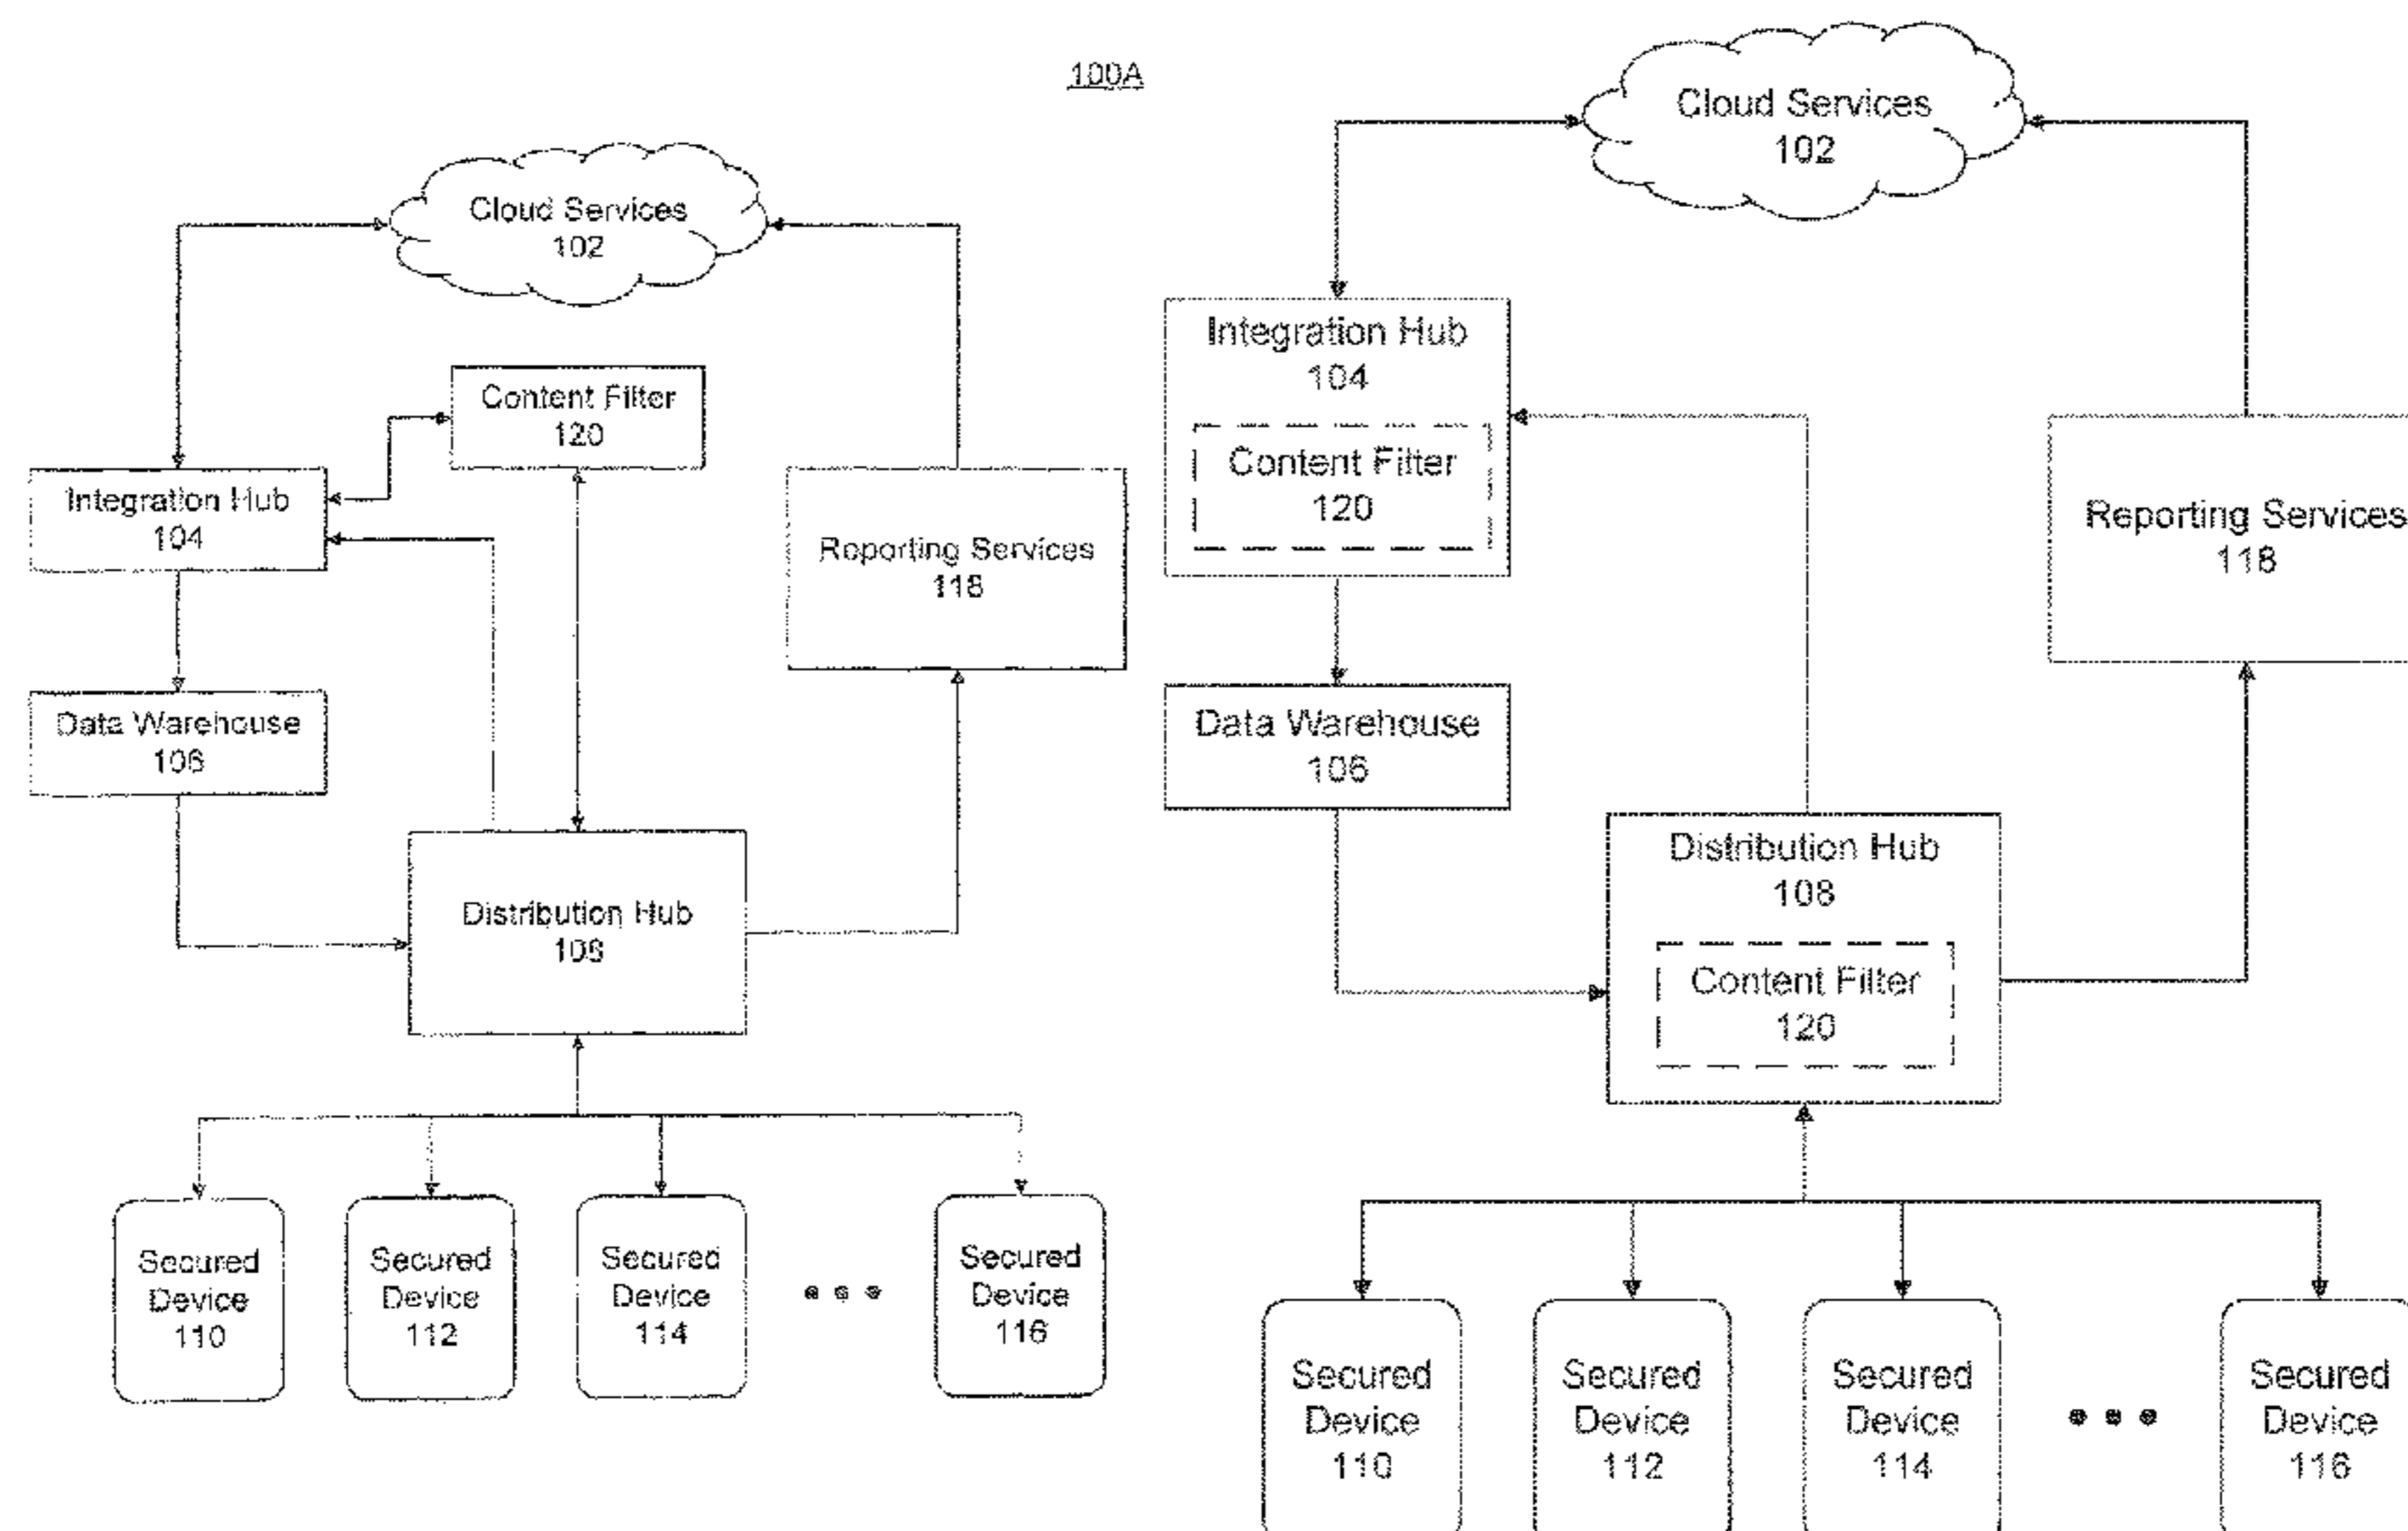 100A
Cloud Services
102
Content Filter
120
Integration Hub
104
Reporting Services
118
Data Warehouse
106
Distribution Hub
108
Secured
Device
110
Secured
Device
112
Secured
Device
114
Secured
Device
116
Cloud Services
102
Integration Hub
104
Content Filter
120
Reporting Services
118
Data Warehouse
106
Distribution Hub
108
Content Filter
120
Secured
Device
110
Secured
Device
112
Secured
Device
114
Secured
Device
116